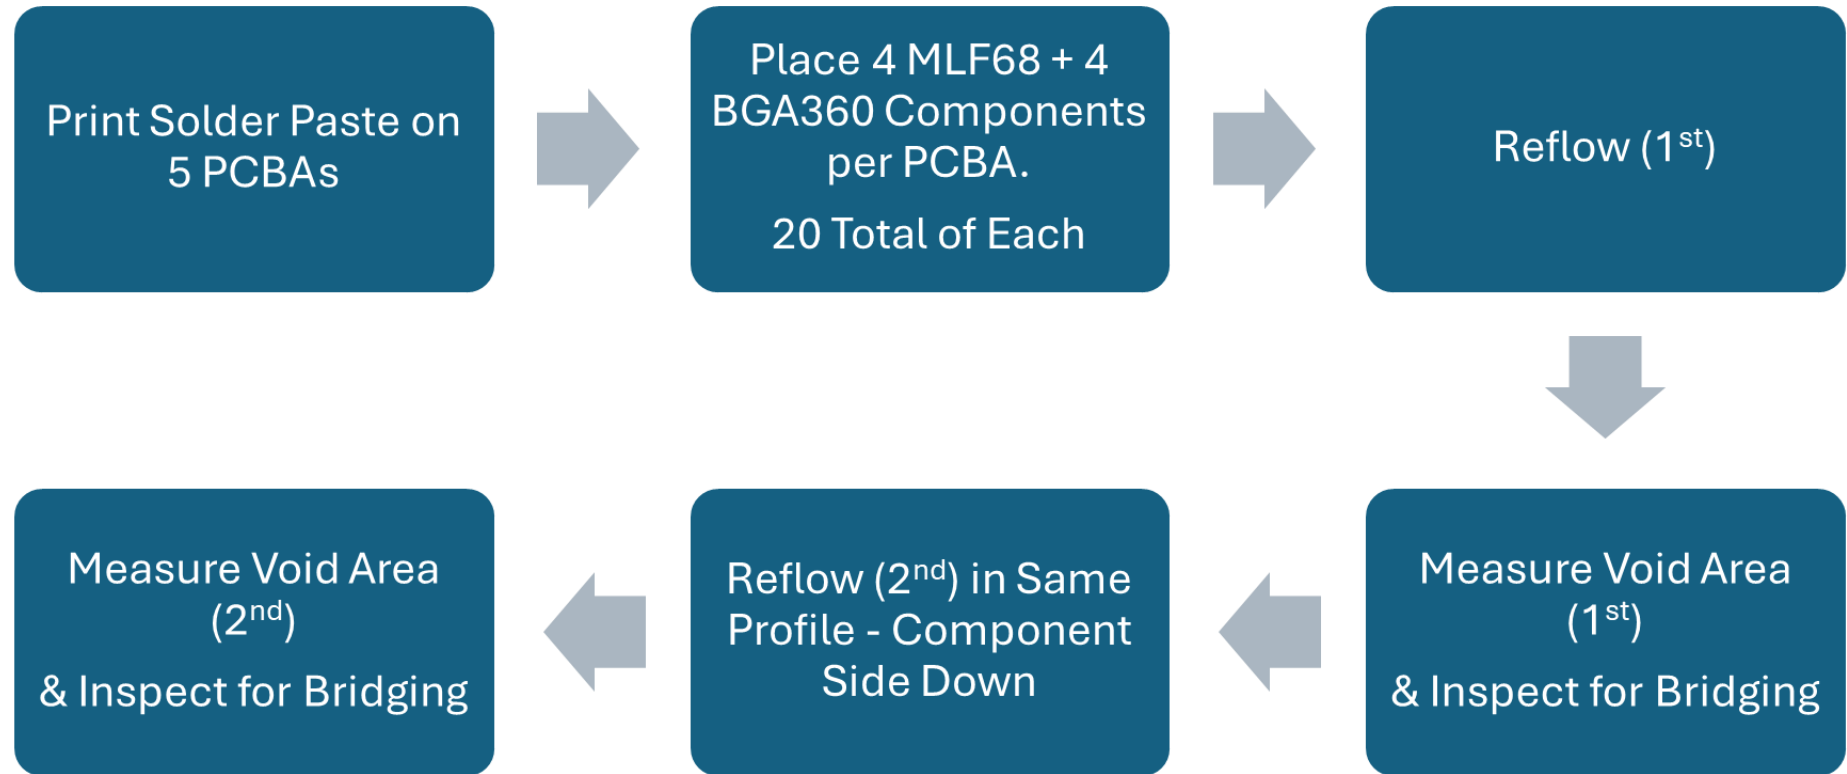 Print Solder Paste on
5 PCBAs
Place 4 MLF68 + 4
BGA360 Components
per PCBA.
20 Total of Each
Reflow (1st)
Measure Void Area
(1st)
& Inspect for Bridging
Reflow (2nd) in Same
Profile - Component
Side Down
Measure Void Area
(2nd)
& Inspect for Bridging